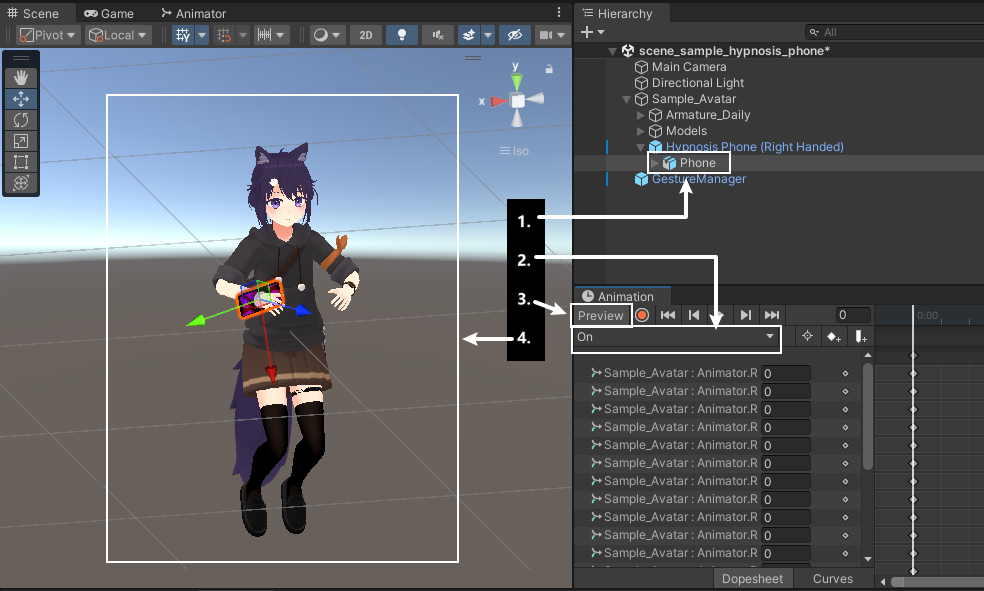 Scene Game Animator
Pivot Local 2D
y
x
Iso
Hierarchy
All
scene_sample_hypnosis_phone*
Main Camera
Directional Light
Sample_Avatar
Armature_Daily
Models
Hypnosis Phone (Right Handed)
Phone
GestureManager
1.
2.
3.
4.
Animation
Preview 0 0:00
On
Sample_Avatar : Animator.R 0
Sample_Avatar : Animator.R 0
Sample_Avatar : Animator.R 0
Sample_Avatar : Animator.R 0
Sample_Avatar : Animator.R 0
Sample_Avatar : Animator.R 0
Sample_Avatar : Animator.R 0
Sample_Avatar : Animator.R 0
Sample_Avatar : Animator.R 0
Sample_Avatar : Animator.R 0
Sample_Avatar : Animator.R 0
Dopesheet Curves